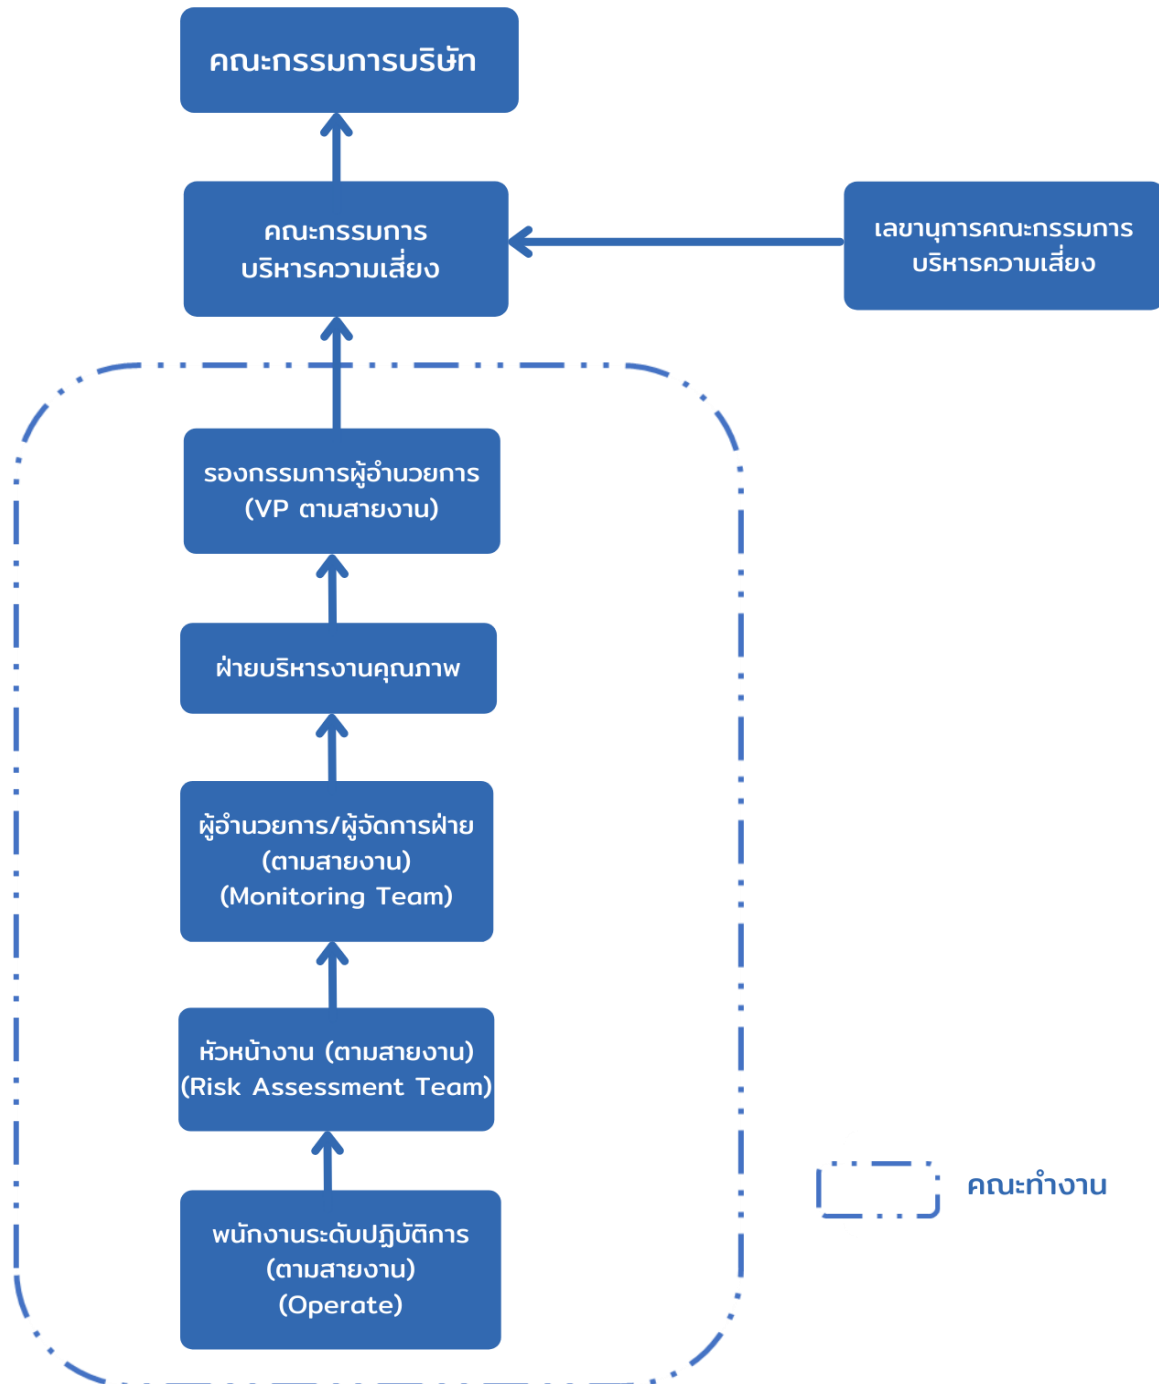 คณะกรรมการบริษัท
คณะกรรมการ
บริหารความเสี่ยง
เลขานุการคณะกรรมการ
บริหารความเสี่ยง
รองกรรมการผู้อำนวยการ
(VP ตามสายงาน)
ฝ่ายบริหารงานคุณภาพ
ผู้อำนวยการ/ผู้จัดการฝ่าย
(ตามสายงาน)
(Monitoring Team)
หัวหน้างาน (ตามสายงาน)
(Risk Assessment Team)
คณะทำงาน
พนักงานระดับปฏิบัติการ
(ตามสายงาน)
(Operate)